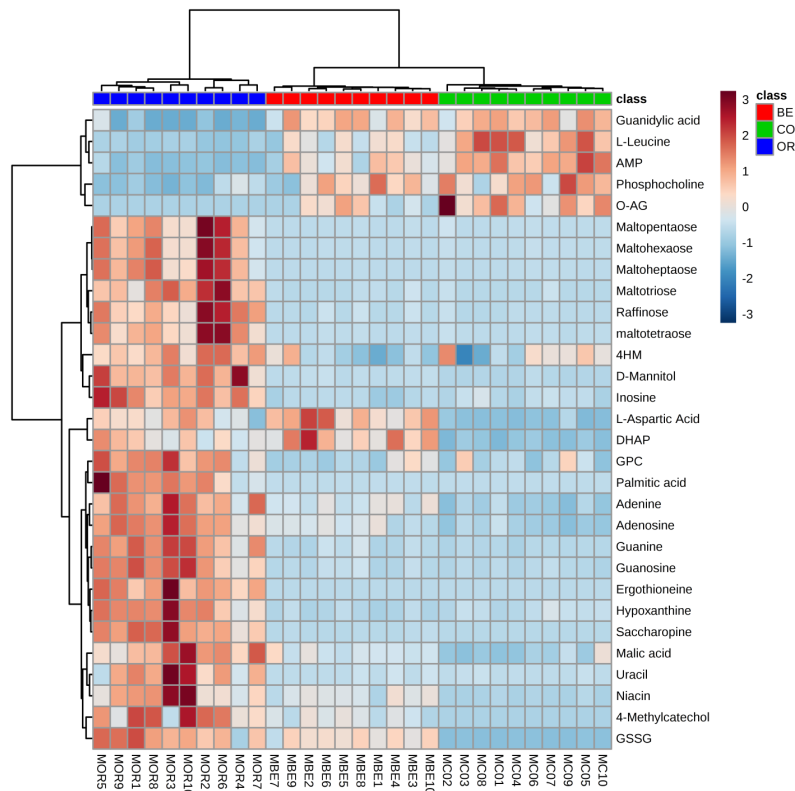 class
Guanidylic acid
L-Leucine
AMP
Phosphocholine
O-AG
Maltopentaose
Maltohexaose
Maltoheptaose
Maltotriose
Raffinose
maltotetraose
4HM
D-Mannitol
Inosine
L-Aspartic Acid
DHAP
GPC
Palmitic acid
Adenine
Adenosine
Guanine
Guanosine
Ergothioneine
Hypoxanthine
Saccharopine
Malic acid
Uracil
Niacin
4-Methylcatechol
GSSG
3
2
1
0
-1
-2
-3
class
BE
CO
OR
MOR5
MOR9
MOR1
MOR8
MOR3
MOR10
MOR2
MOR6
MOR4
MOR7
MBE7
MBE9
MBE2
MBE6
MBE5
MBE8
MBE1
MBE4
MBE3
MBE10
MC02
MC03
MC08
MC01
MC04
MC06
MC07
MC09
MC05
MC10